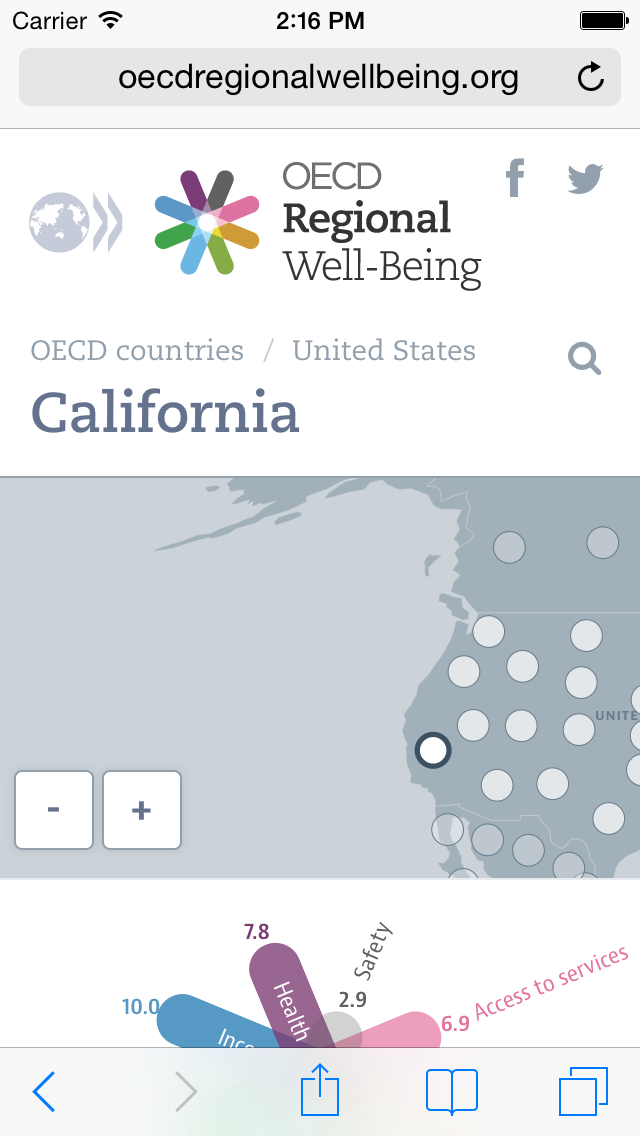 Carrier 2:16 PM
oecdregionalwellbeing.org
OECD
Regional
Well-Being
OECD countries / United States
California
UNITE
- +
7.8
Safety
Access to services
10.0
Health
2.9
6.9
Inco